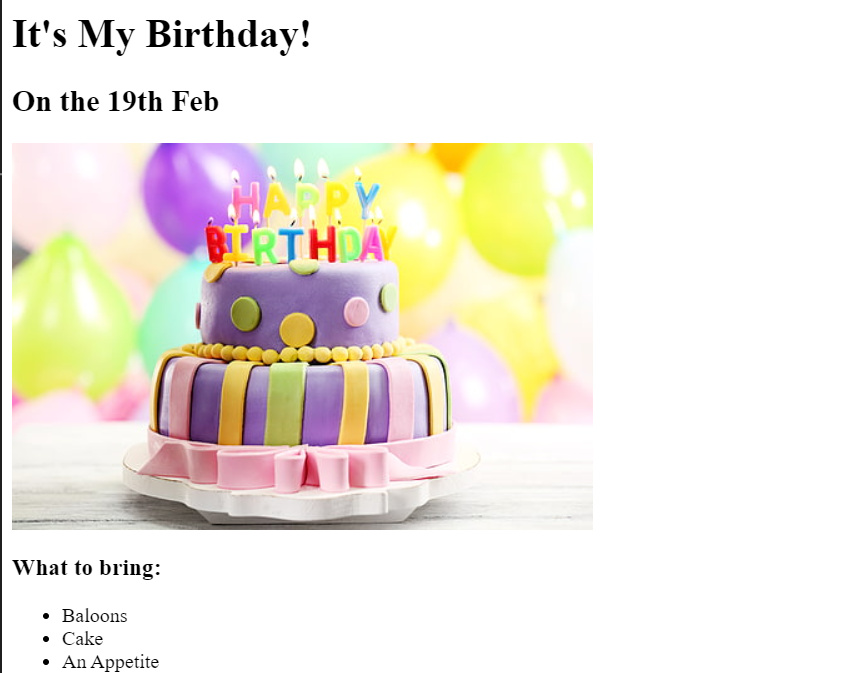 It's My Birthday!
On the 19th Feb
HAPPY
BIRTHDAY
What to bring:
Baloons
Cake
An Appetite